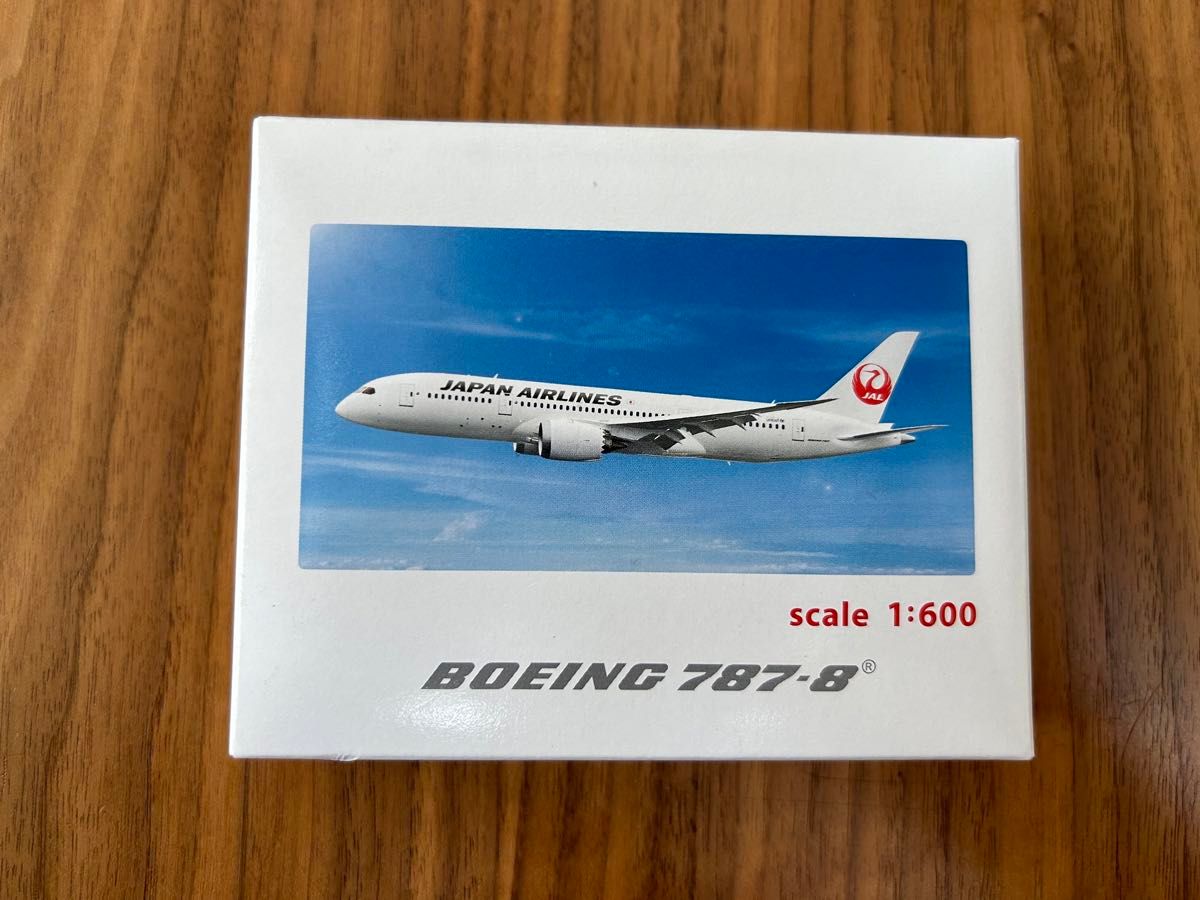 JAPAN AIRLINES
JAL
scale 1:600
BOEING 787-8®